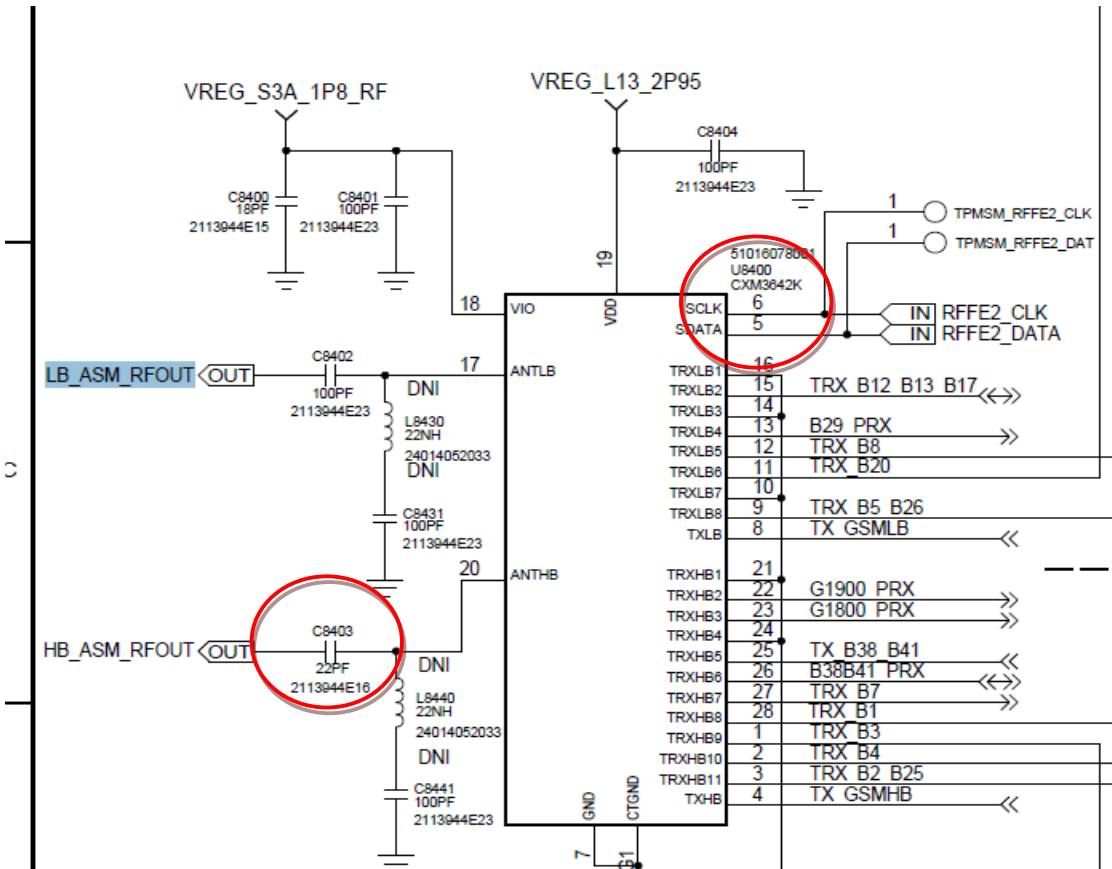 VREG_S3A_1P8_RF
VREG_L13_2P95
C8404
100PF
2113944E23
C8400
18PF
2113944E15
C8401
100PF
2113944E23
1
TPMSM_RFFE2_CLK
1
TPMSM_RFFE2_DAT
19
U8400
CXM3642K
18
VIO
VDD
SCLK
6
IN
RFFE2_CLK
SDATA
5
IN
RFFE2_DATA
LB_ASM_RFOUT
OUT
C8402
100PF
2113944E23
17
ANTLB
DNI
L8430
22NH
24014052033
DNI
C8431
100PF
2113944E23
TRXLB1
16
TRXLB2
15
TRX_B12_B13_B17
TRXLB3
14
TRXLB4
13
B29_PRX
TRXLB5
12
TRX_B8
TRXLB6
11
TRX_B20
TRXLB7
10
TRXLB8
9
TRX_B5_B26
TXLB
8
TX_GSMLB
20
ANTHB
HB_ASM_RFOUT
OUT
C8403
22PF
2113944E16
DNI
L8440
22NH
24014052033
DNI
C8441
100PF
2113944E23
TRXHB1
21
TRXHB2
22
G1900_PRX
TRXHB3
23
G1800_PRX
TRXHB4
24
TRXHB5
25
TX_B38_B41
TRXHB6
26
B38B41_PRX
TRXHB7
27
TRX_B7
TRXHB8
28
TRX_B1
TRXHB9
1
TRX_B3
TRXHB10
2
TRX_B4
TRXHB11
3
TRX_B2_B25
TXHB
4
TX_GSMHB
GND
CTGND
7
G1
C